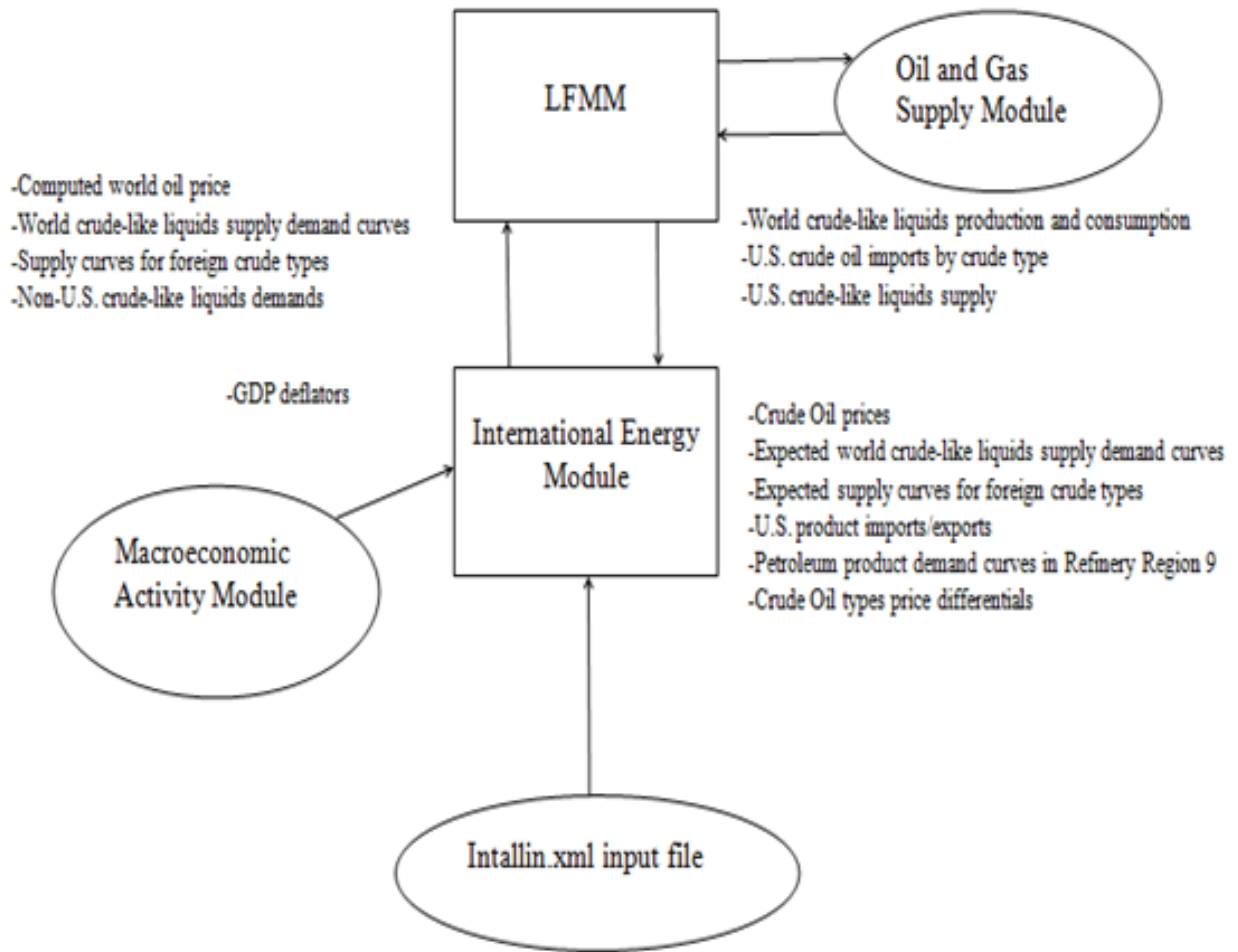 LFMM
Oil and Gas
Supply Module
-Computed world oil price
-World crude-like liquids supply demand curves
-Supply curves for foreign crude types
-Non-U.S. crude-like liquids demands
-World crude-like liquids production and consumption
-U.S. crude oil imports by crude type
-U.S. crude-like liquids supply
-GDP deflators
International Energy
Module
-Crude Oil prices
-Expected world crude-like liquids supply demand curves
-Expected supply curves for foreign crude types
-U.S. product imports/exports
-Petroleum product demand curves in Refinery Region 9
-Crude Oil types price differentials
Macroeconomic
Activity Module
Intallin.xml input file